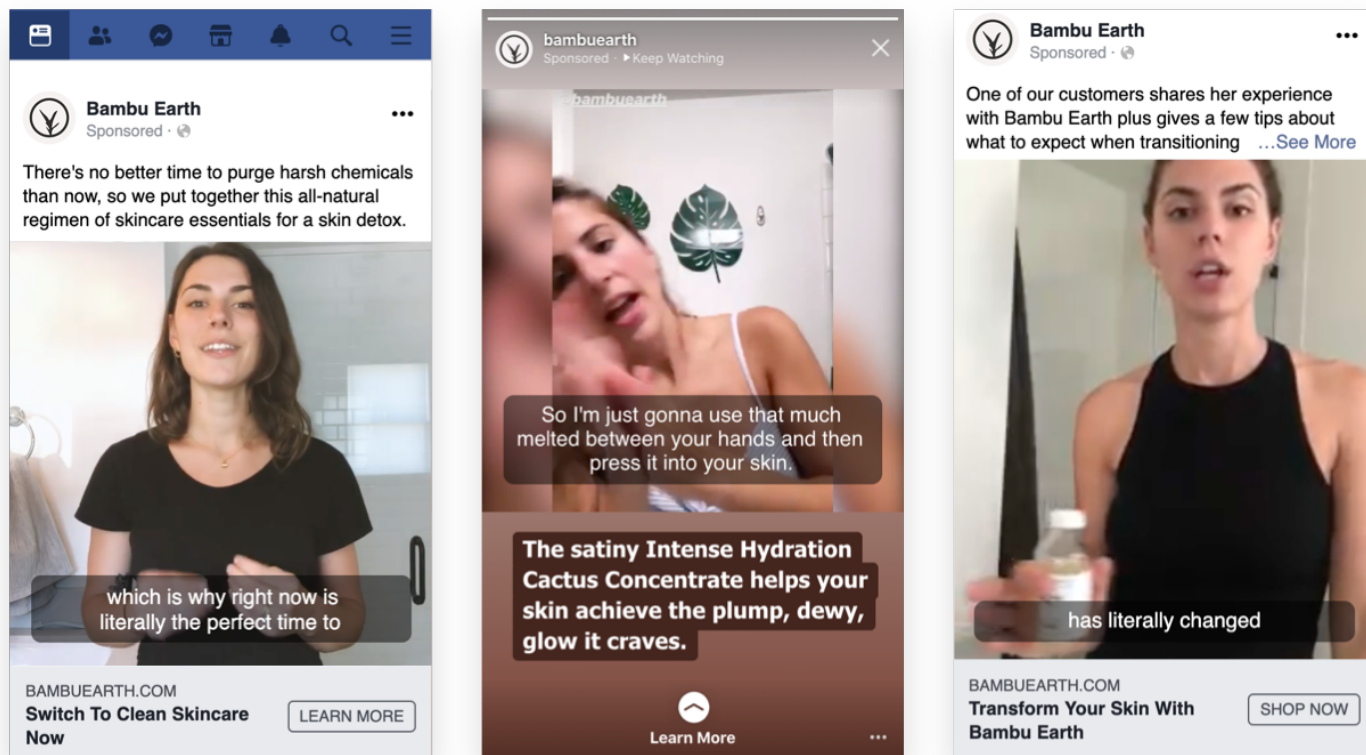 Bambu Earth
Sponsored ·
There's no better time to purge harsh chemicals
than now, so we put together this all-natural
regimen of skincare essentials for a skin detox.
which is why right now is
literally the perfect time to
BAMBUEARTH.COM
Switch To Clean Skincare
Now
LEARN MORE
bambuearth
Sponsored · Keep Watching
bambuearth
So I'm just gonna use that much
melted between your hands and then
press it into your skin.
The satiny Intense Hydration
Cactus Concentrate helps your
skin achieve the plump, dewy,
glow it craves.
Learn More
Bambu Earth
Sponsored ·
One of our customers shares her experience
with Bambu Earth plus gives a few tips about
what to expect when transitioning ...See More
has literally changed
BAMBUEARTH.COM
Transform Your Skin With
Bambu Earth
SHOP NOW